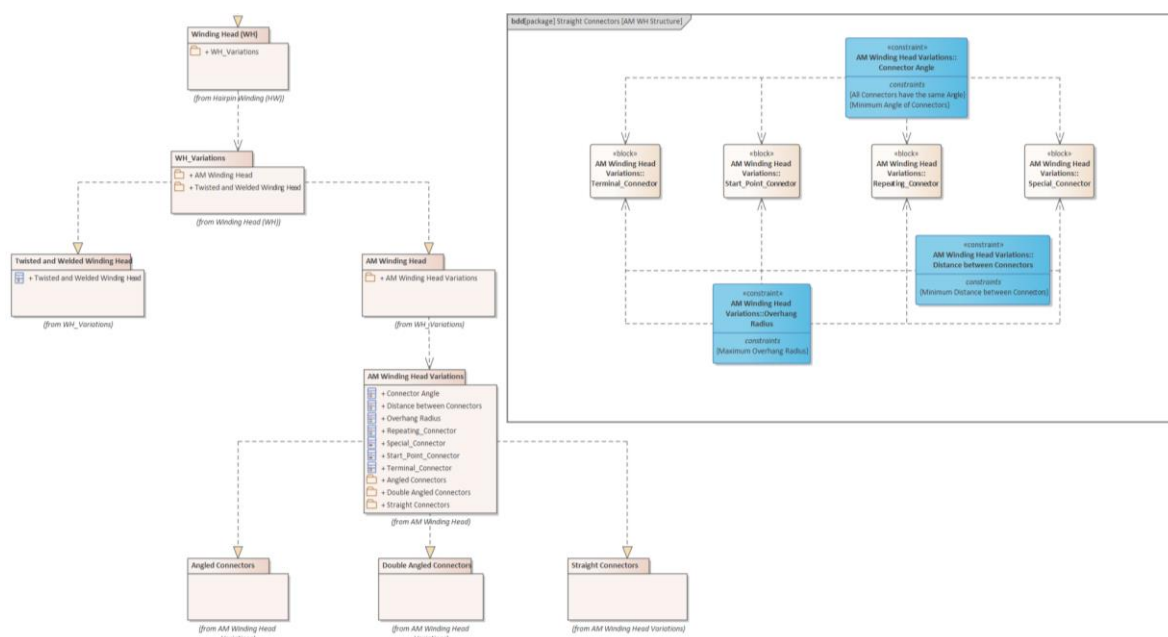 Winding Head (WH)
+ WH_Variations
(from Hairpin Winding (HW))
WH_Variations
+ AM Winding Head
+ Twisted and Welded Winding Head
(from Winding Head (WH))
Twisted and Welded Winding Head
+ Twisted and Welded Winding Head
(from WH_Variations)
AM Winding Head
+ AM Winding Head Variations
(from WH_Variations)
AM Winding Head Variations
+ Connector Angle
+ Distance between Connectors
+ Overhang Radius
+ Repeating_Connector
+ Special_Connector
+ Start_Point_Connector
+ Terminal_Connector
+ Angled Connectors
+ Double Angled Connectors
+ Straight Connectors
(from AM Winding Head)
Angled Connectors
(from AM Winding Head
Double Angled Connectors
(from AM Winding Head
Straight Connectors
(from AM Winding Head Variations)
bdd [package] Straight Connectors [AM WH Structure]
«constraint»
AM Winding Head Variations::
Connector Angle
constraints
{All Connectors have the same Angle}
{Minimum Angle of Connectors}
«block»
AM Winding Head
Variations::
Terminal_Connector
«block»
AM Winding Head
Variations::
Start_Point_Connector
«block»
AM Winding Head
Variations::
Repeating_Connector
«block»
AM Winding Head
Variations::
Special_Connector
«constraint»
AM Winding Head Variations::
Distance between Connectors
constraints
{Minimum Distance between Connectors}
«constraint»
AM Winding Head
Variations::Overhang
Radius
constraints
{Maximum Overhang Radius}